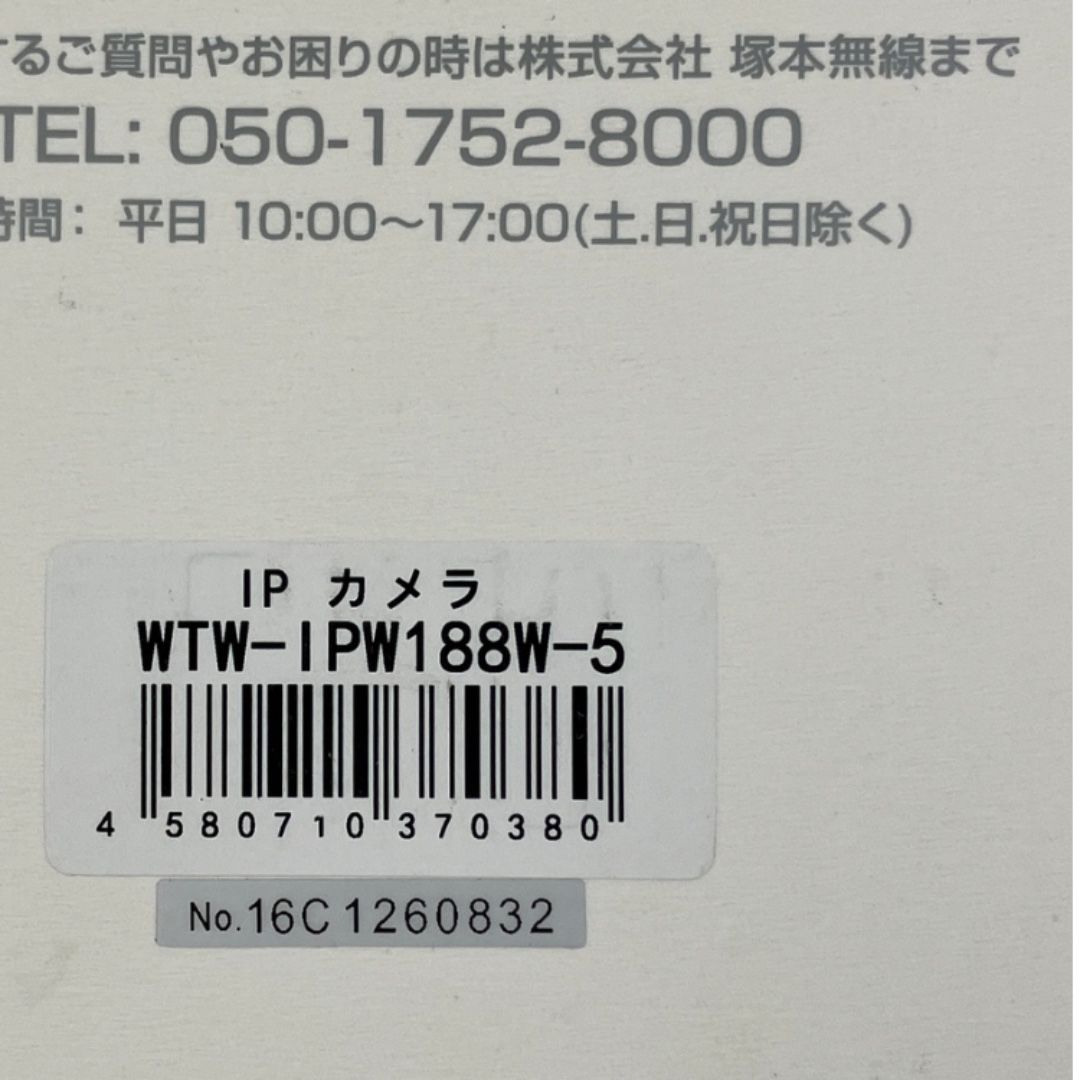 するご質問やお困りの時は株式会社 塚本無線まで
TEL: 050-1752-8000
時間： 平日 10:00～17:00(土.日.祝日除く)
IP カメラ
WTW-IPW188W-5
4 580710 370380
No.16C1260832